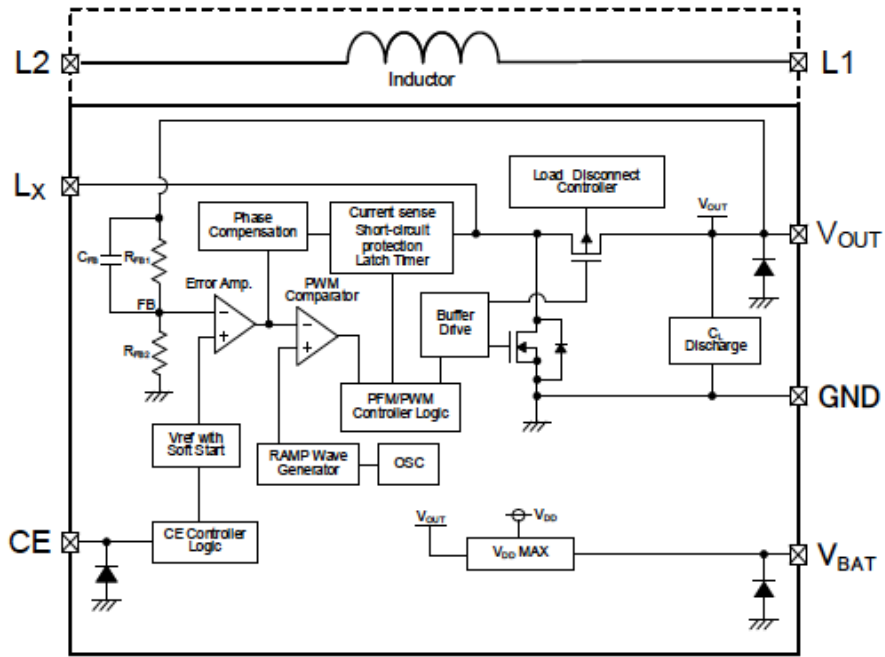 L2
L1
Inductor
LX
Load Disconnect
Controller
Phase
Compensation
Current sense
Short-circuit
protection
Latch Timer
VOUT
VOUT
CFB
RFB1
Error Amp.
PWM
Comparator
FB
Buffer
Drive
CL
Discharge
RFB2
PFM/PWM
Controller Logic
GND
Vref with
Soft Start
RAMP Wave
Generator
OSC
CE
CE Controller
Logic
VOUT
VDD
VDD MAX
VBAT